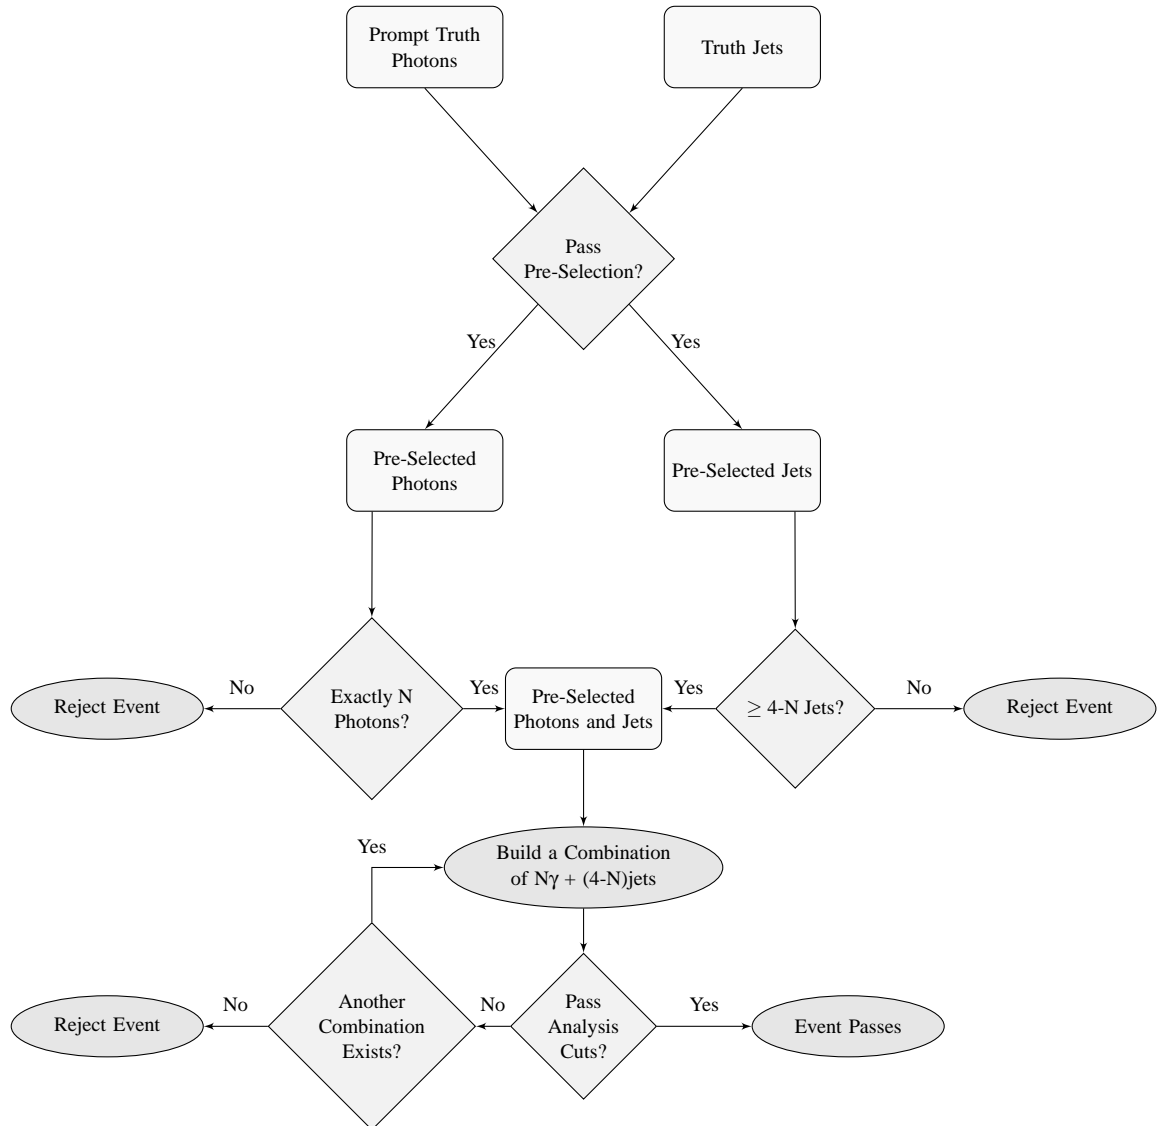 Prompt Truth
Photons
Truth Jets
Pass
Pre-Selection?
Yes
Yes
Pre-Selected
Photons
Pre-Selected Jets
Reject Event
No
Exactly N
Photons?
Yes
Pre-Selected
Photons and Jets
Yes
≥ 4-N Jets?
No
Reject Event
Yes
Build a Combination
of Nγ + (4-N)jets
Reject Event
No
Another
Combination
Exists?
No
Pass
Analysis
Cuts?
Yes
Event Passes